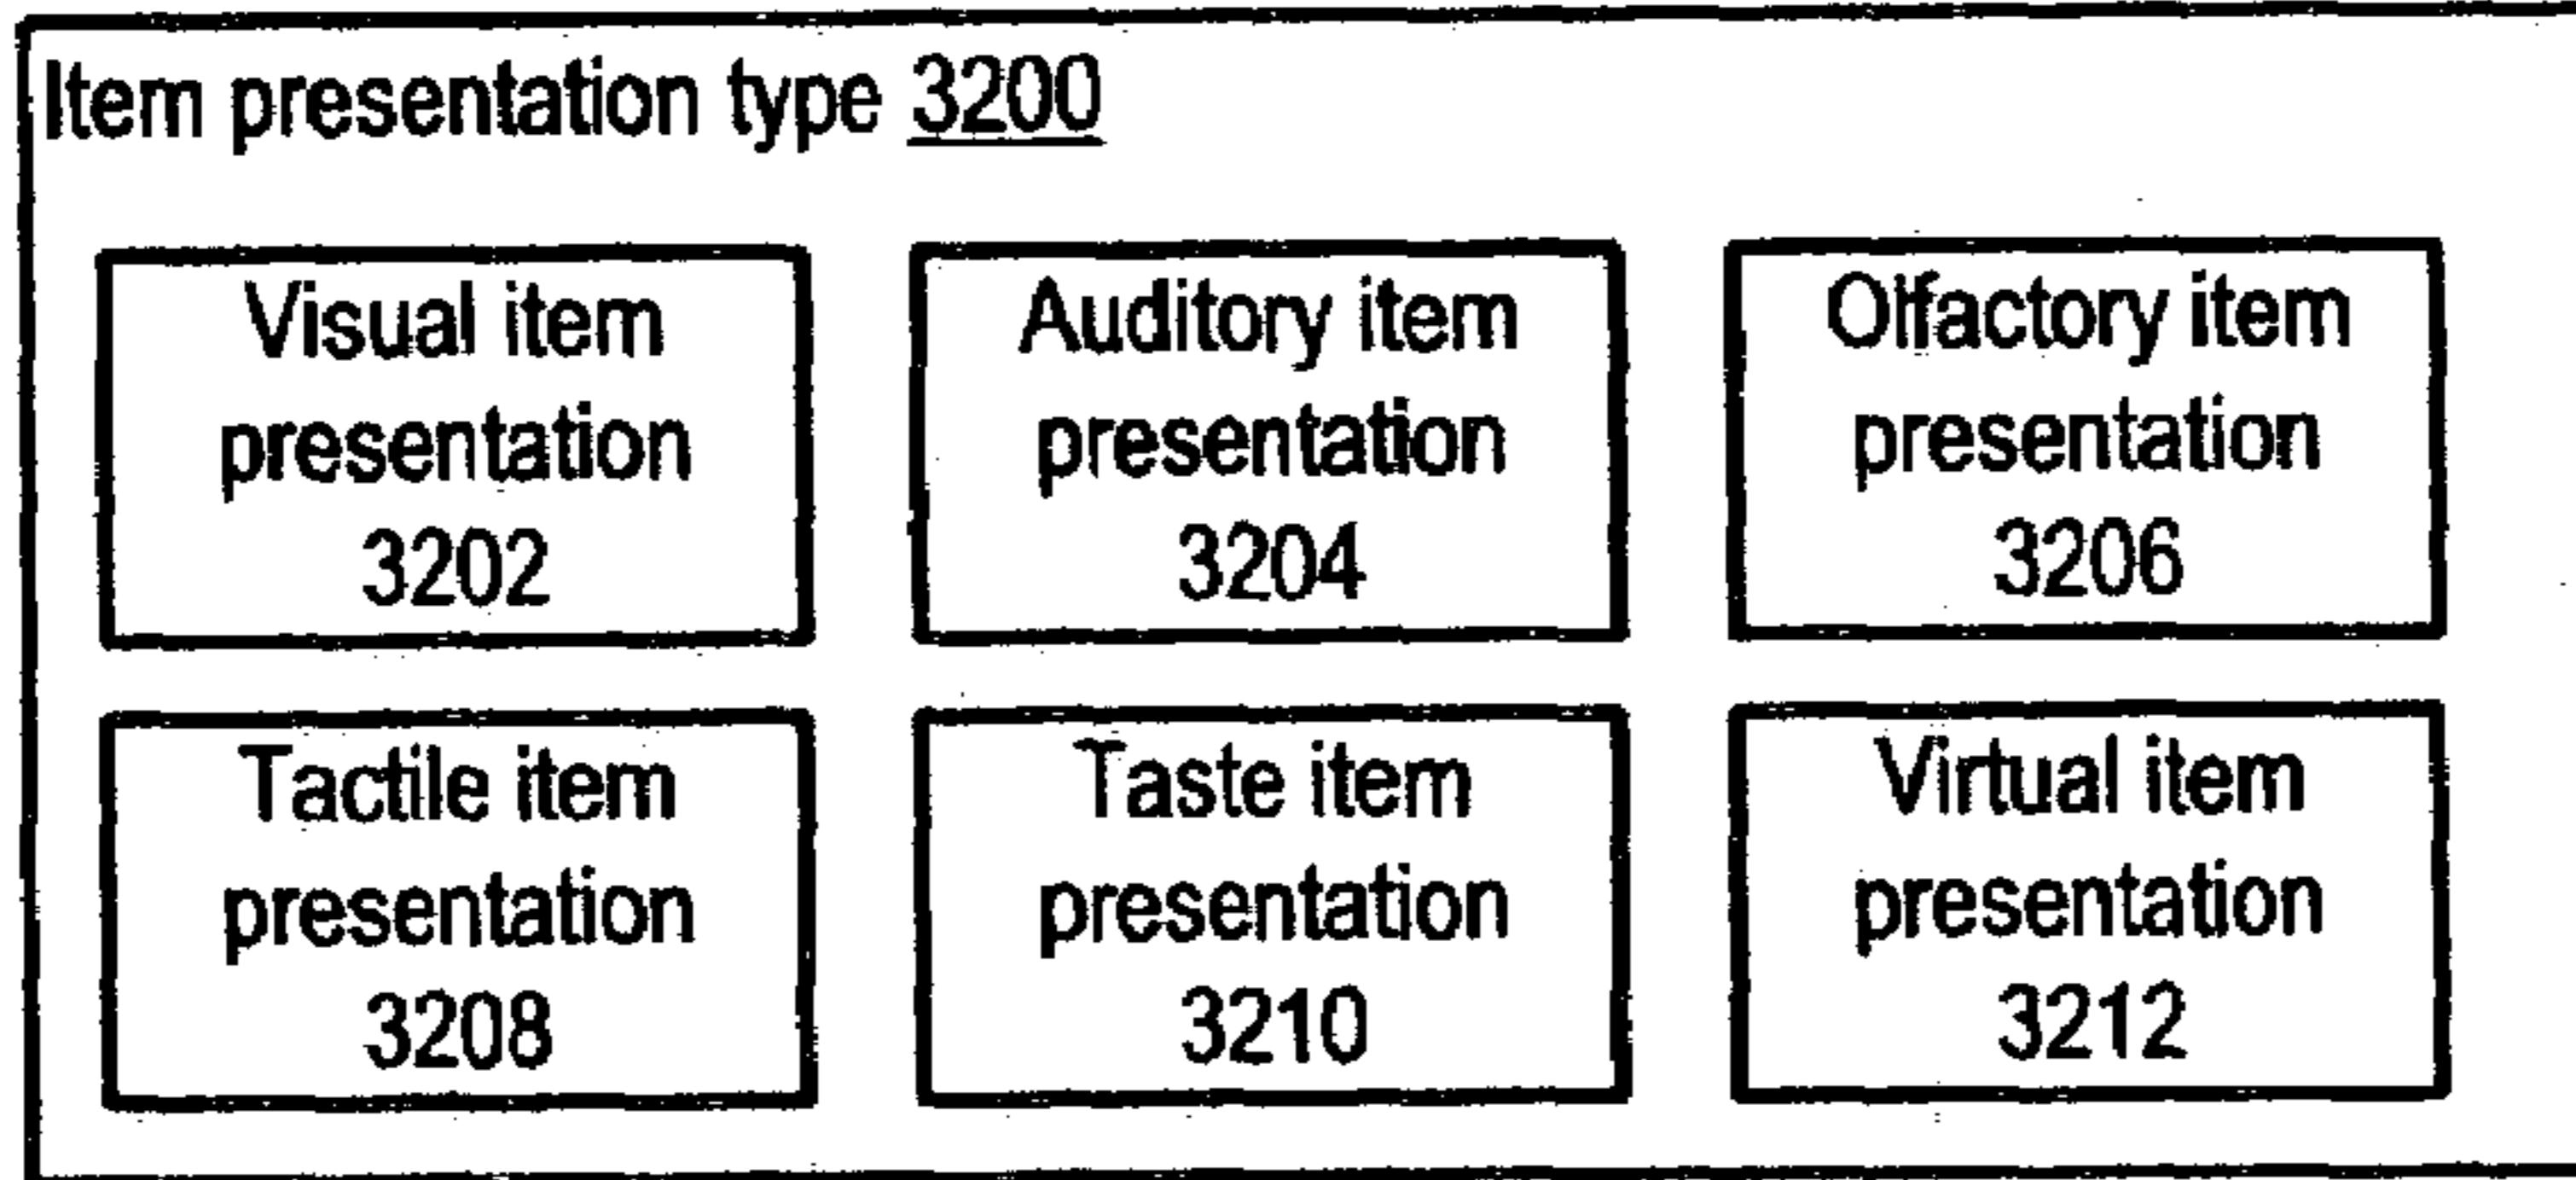 Item presentation type 3200
Visual item
presentation
3202
Auditory item
presentation
3204
Olfactory item
presentation
3206
Tactile item
presentation
3208
Taste item
presentation
3210
Virtual item
presentation
3212